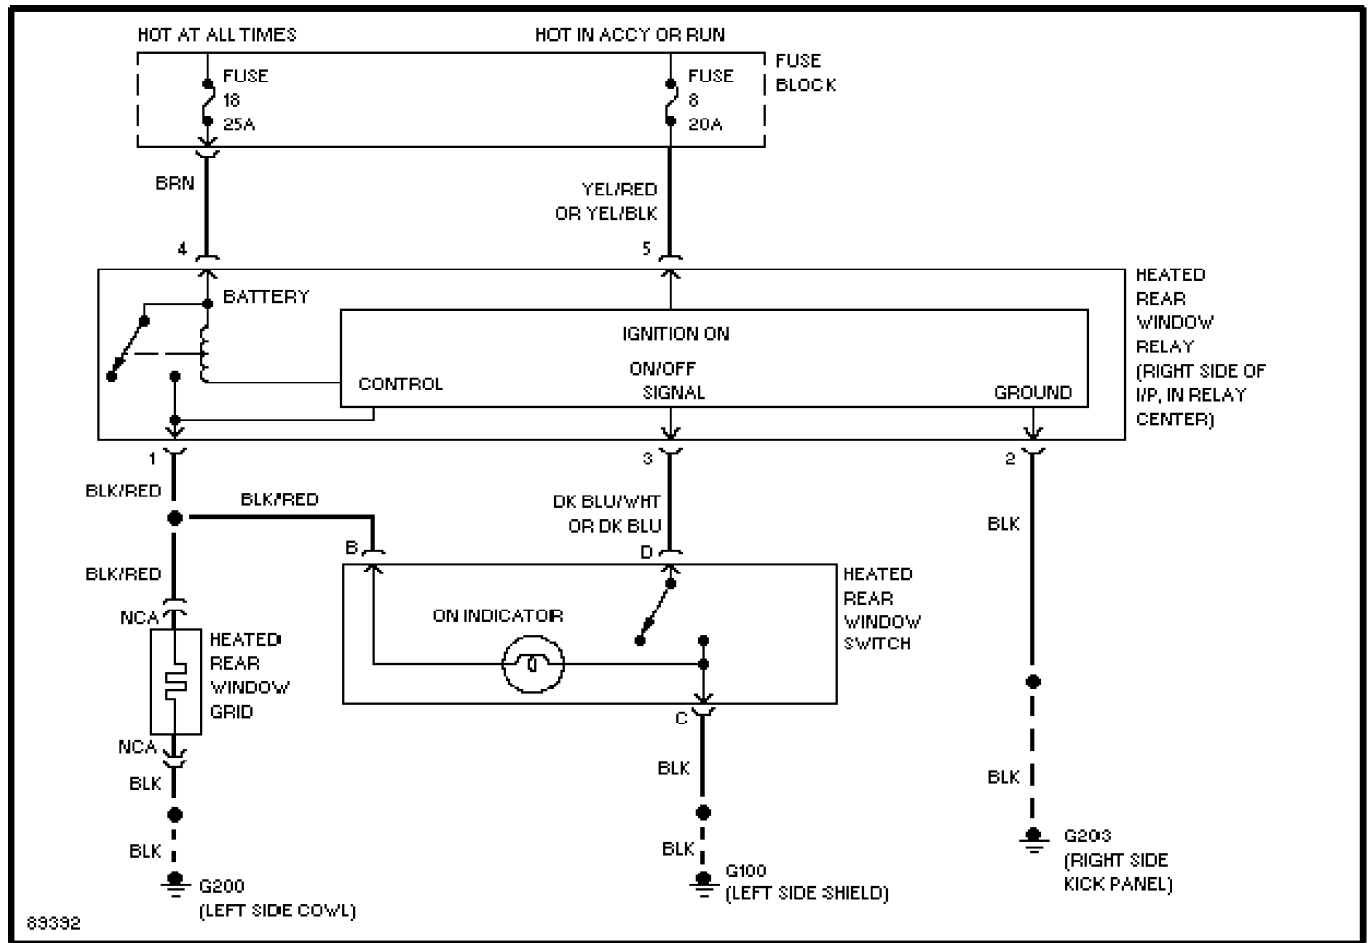 HOT AT ALL TIMES
HOT IN ACCY OR RUN
FUSE
18
25A
FUSE
8
20A
FUSE
BLOCK
BRN
YEL/RED
OR YEL/BLK
4
5
BATTERY
IGNITION ON
CONTROL
ON/OFF
SIGNAL
GROUND
HEATED
REAR
WINDOW
RELAY
(RIGHT SIDE OF
I/P, IN RELAY
CENTER)
1
3
2
BLK/RED
BLK/RED
DK BLU/WHT
OR DK BLU
BLK
B
D
BLK/RED
NCA
HEATED
REAR
WINDOW
GRID
ON INDICATOR
HEATED
REAR
WINDOW
SWITCH
NCA
C
BLK
BLK
BLK
BLK
BLK
G200
(LEFT SIDE COWL)
G100
(LEFT SIDE SHIELD)
G203
(RIGHT SIDE
KICK PANEL)
89392